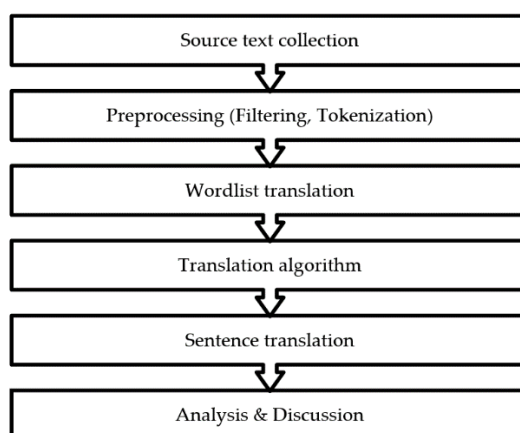 Source text collection
Preprocessing (Filtering, Tokenization)
Wordlist translation
Translation algorithm
Sentence translation
Analysis & Discussion